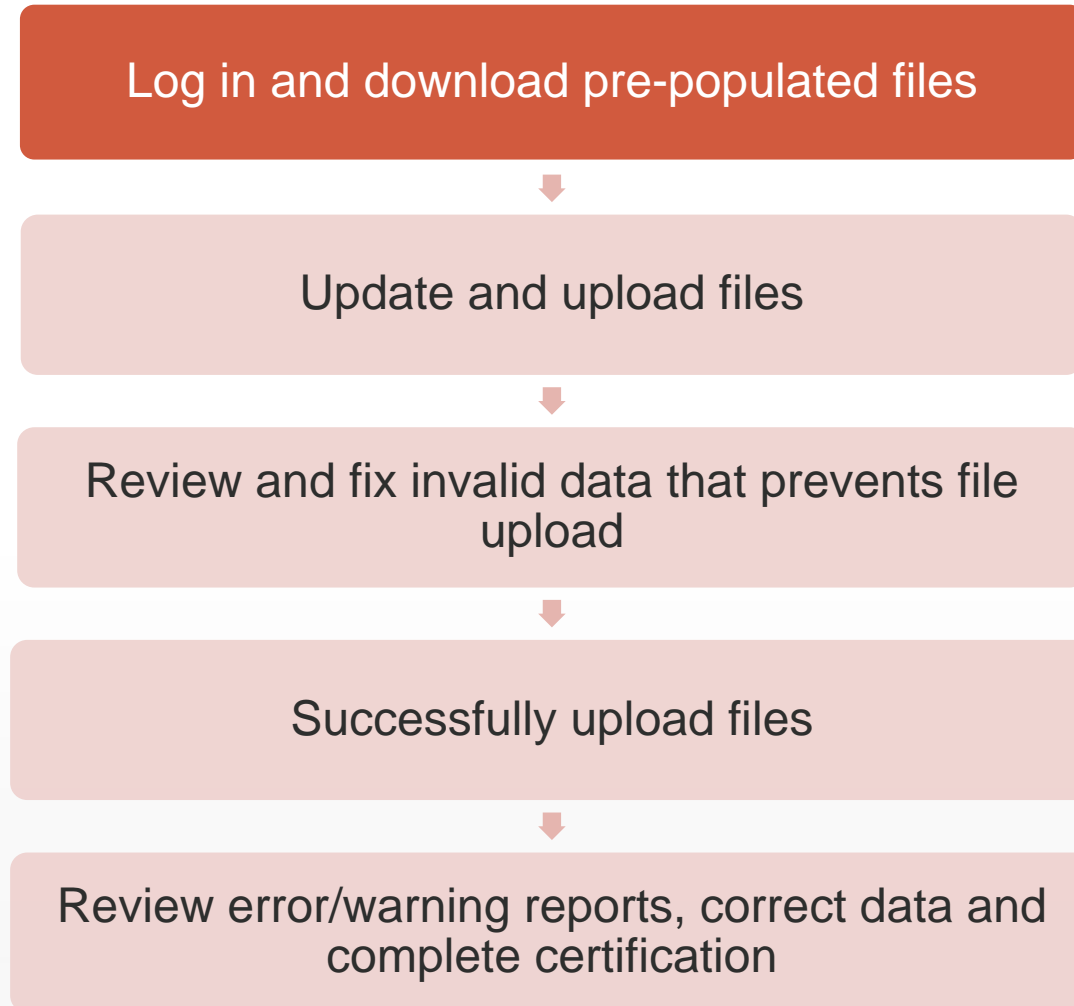 Log in and download pre-populated files
Update and upload files
Review and fix invalid data that prevents file
upload
Successfully upload files
Review error/warning reports, correct data and
complete certification